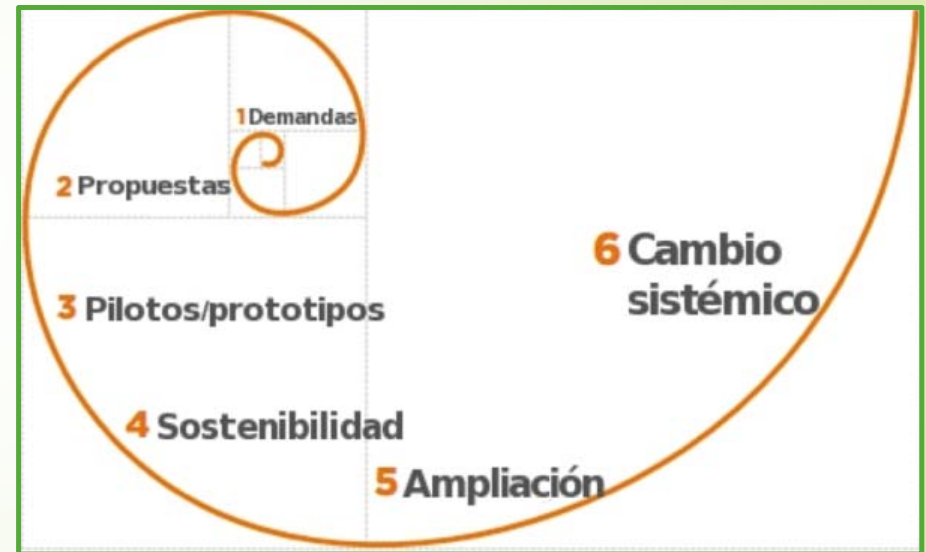 1 Demandas
2 Propuestas
3 Pilotos/prototipos
4 Sostenibilidad
5 Ampliación
6 Cambio
sistémico